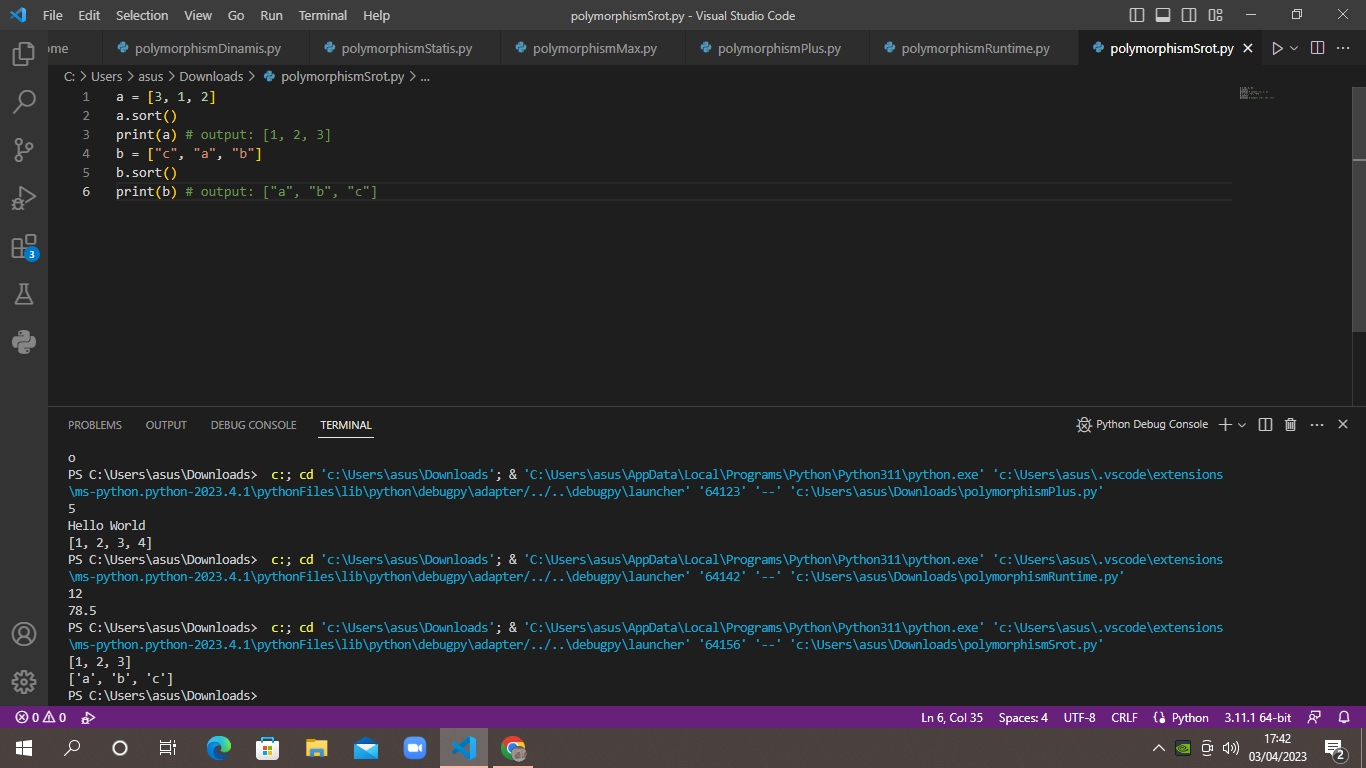 File Edit Selection View Go Run Terminal Help
polymorphismSrot.py - Visual Studio Code
ome
polymorphismDinamis.py
polymorphismStatis.py
polymorphismMax.py
polymorphismPlus.py
polymorphismRuntime.py
polymorphismSrot.py
C: > Users > asus > Downloads > polymorphismSrot.py > ...
1 a = [3, 1, 2]
2 a.sort()
3 print(a) # output: [1, 2, 3]
4 b = ["c", "a", "b"]
5 b.sort()
6 print(b) # output: ["a", "b", "c"]
3
PROBLEMS OUTPUT DEBUG CONSOLE TERMINAL
Python Debug Console
o
PS C:\Users\asus\Downloads>  c:; cd 'c:\Users\asus\Downloads'; & 'C:\Users\asus\AppData\Local\Programs\Python\Python311\python.exe' 'c:\Users\asus\.vscode\extensions
\ms-python.python-2023.4.1\pythonFiles\lib\python\debugpy\adapter/../..\debugpy\launcher' '64123' '--' 'c:\Users\asus\Downloads\polymorphismPlus.py'
5
Hello World
[1, 2, 3, 4]
PS C:\Users\asus\Downloads>  c:; cd 'c:\Users\asus\Downloads'; & 'C:\Users\asus\AppData\Local\Programs\Python\Python311\python.exe' 'c:\Users\asus\.vscode\extensions
\ms-python.python-2023.4.1\pythonFiles\lib\python\debugpy\adapter/../..\debugpy\launcher' '64142' '--' 'c:\Users\asus\Downloads\polymorphismRuntime.py'
12
78.5
PS C:\Users\asus\Downloads>  c:; cd 'c:\Users\asus\Downloads'; & 'C:\Users\asus\AppData\Local\Programs\Python\Python311\python.exe' 'c:\Users\asus\.vscode\extensions
\ms-python.python-2023.4.1\pythonFiles\lib\python\debugpy\adapter/../..\debugpy\launcher' '64156' '--' 'c:\Users\asus\Downloads\polymorphismSrot.py'
[1, 2, 3]
['a', 'b', 'c']
PS C:\Users\asus\Downloads>
0 0
Ln 6, Col 35 Spaces: 4 UTF-8 CRLF Python 3.11.1 64-bit
17:42
03/04/2023
2